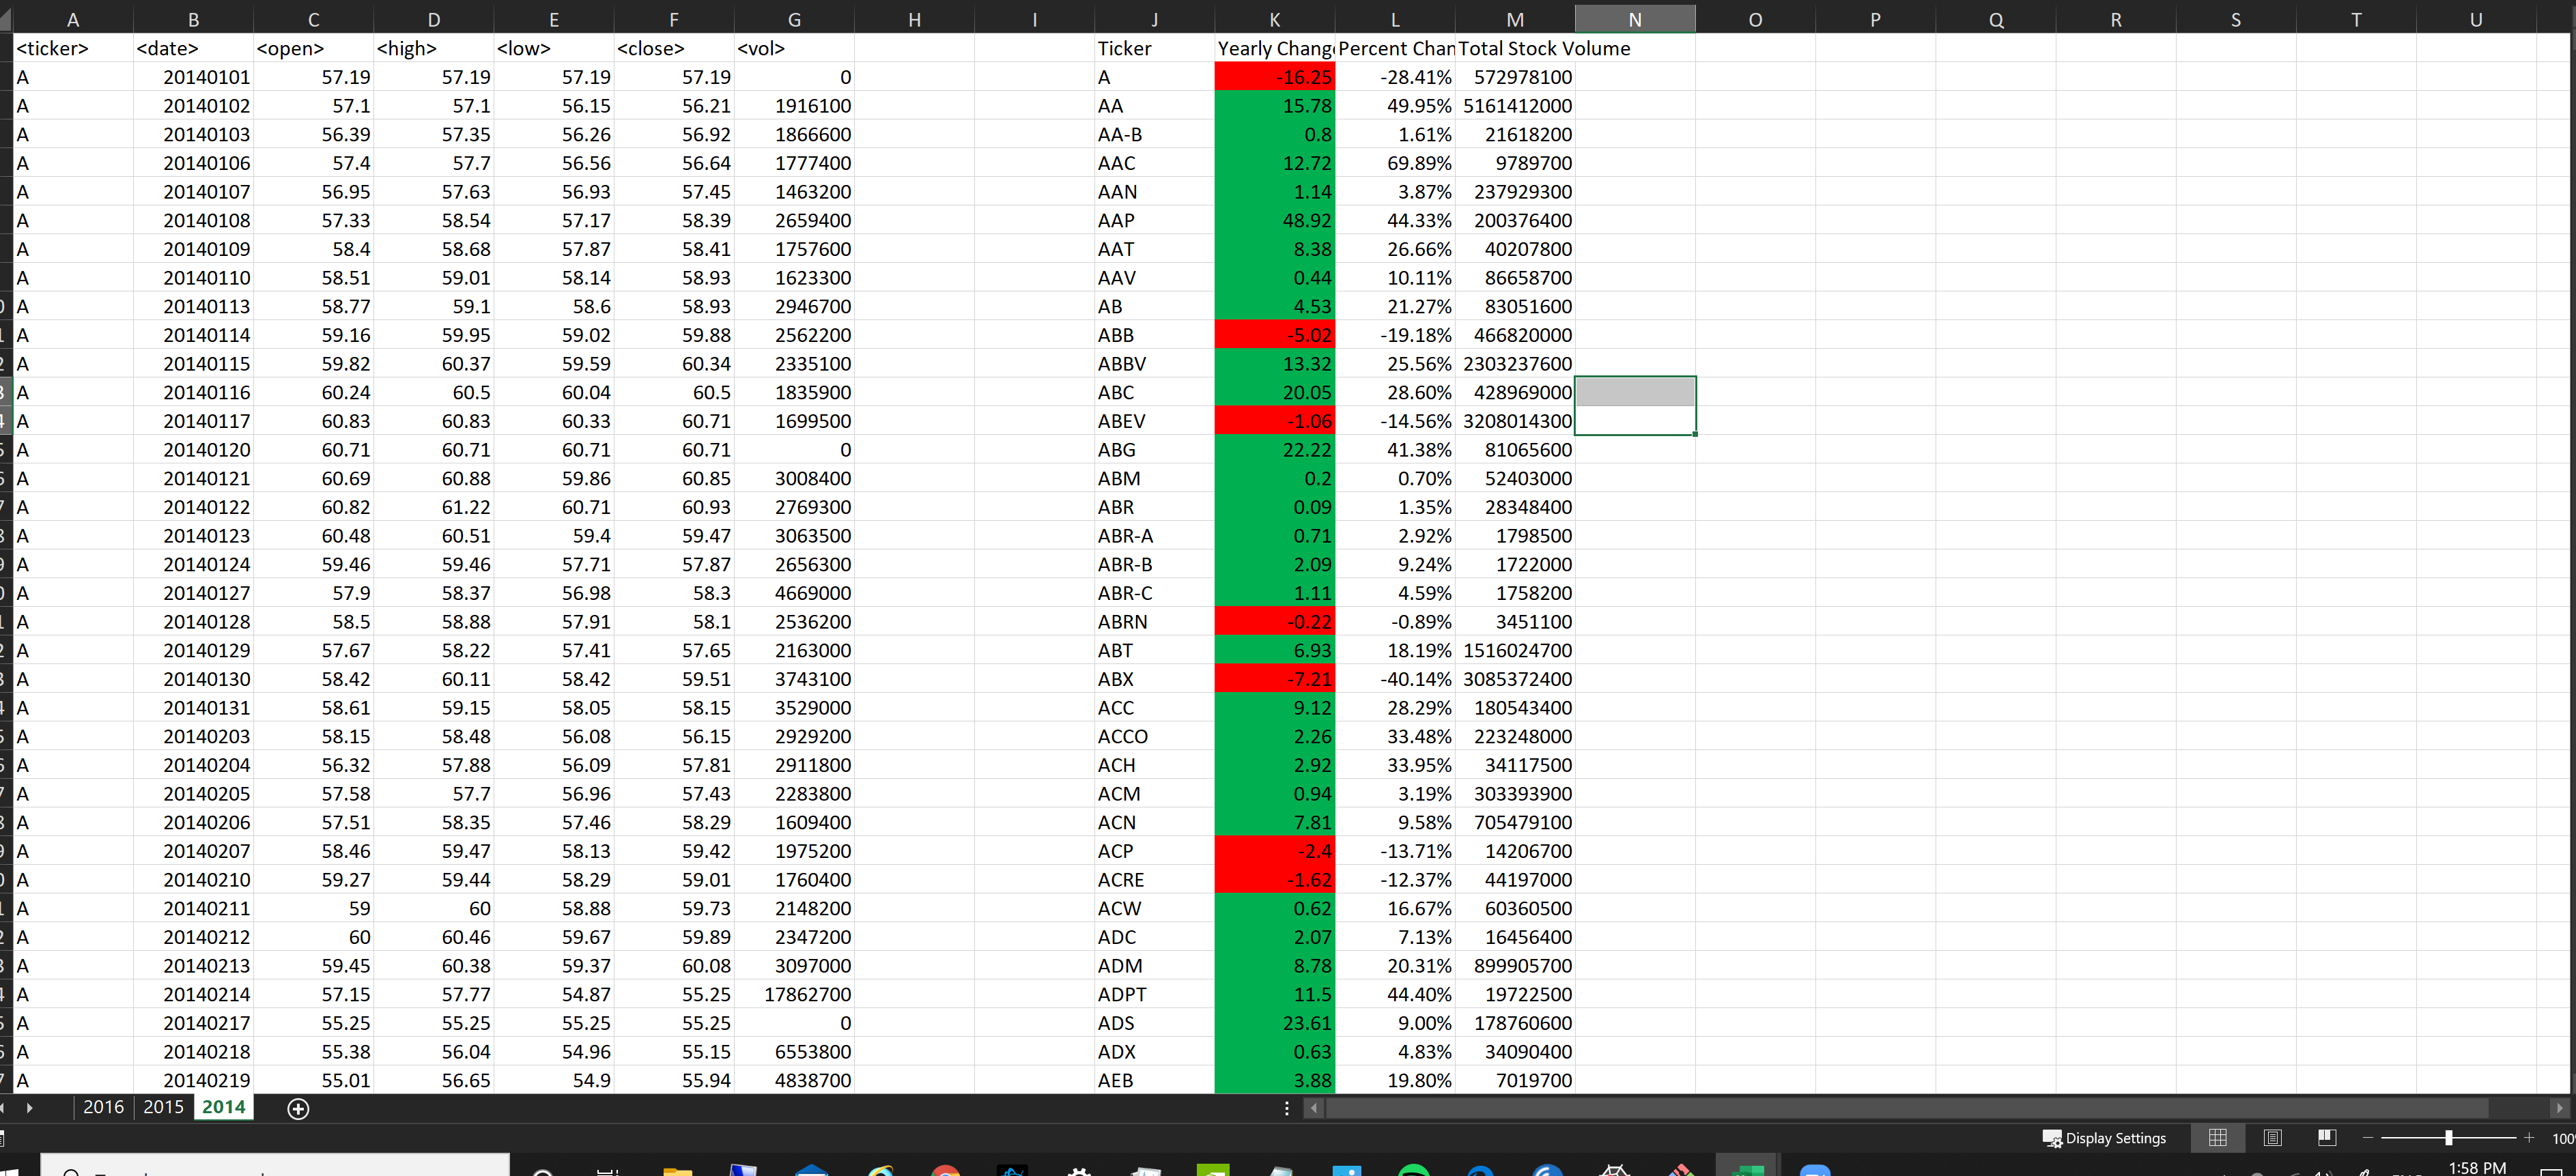 A B C D E F G H I J K L M N O P Q R S T U
<ticker> <date> <open> <high> <low> <close> <vol> Ticker Yearly Chang Percent Chan Total Stock Volume
A 20140101 57.19 57.19 57.19 57.19 0 A -16.25 -28.41% 572978100
A 20140102 57.1 57.1 56.15 56.21 1916100 AA 15.78 49.95% 5161412000
A 20140103 56.39 57.35 56.26 56.92 1866600 AA-B 0.8 1.61% 21618200
A 20140106 57.4 57.7 56.56 56.64 1777400 AAC 12.72 69.89% 9789700
A 20140107 56.95 57.63 56.93 57.45 1463200 AAN 1.14 3.87% 237929300
A 20140108 57.33 58.54 57.17 58.39 2659400 AAP 48.92 44.33% 200376400
A 20140109 58.4 58.68 57.87 58.41 1757600 AAT 8.38 26.66% 40207800
A 20140110 58.51 59.01 58.14 58.93 1623300 AAV 0.44 10.11% 86658700
A 20140113 58.77 59.1 58.6 58.93 2946700 AB 4.53 21.27% 83051600
A 20140114 59.16 59.95 59.02 59.88 2562200 ABB -5.02 -19.18% 466820000
A 20140115 59.82 60.37 59.59 60.34 2335100 ABBV 13.32 25.56% 2303237600
A 20140116 60.24 60.5 60.04 60.5 1835900 ABC 20.05 28.60% 428969000
A 20140117 60.83 60.83 60.33 60.71 1699500 ABEV -1.06 -14.56% 3208014300
A 20140120 60.71 60.71 60.71 60.71 0 ABG 22.22 41.38% 81065600
A 20140121 60.69 60.88 59.86 60.85 3008400 ABM 0.2 0.70% 52403000
A 20140122 60.82 61.22 60.71 60.93 2769300 ABR 0.09 1.35% 28348400
A 20140123 60.48 60.51 59.4 59.47 3063500 ABR-A 0.71 2.92% 1798500
A 20140124 59.46 59.46 57.71 57.87 2656300 ABR-B 2.09 9.24% 1722000
A 20140127 57.9 58.37 56.98 58.3 4669000 ABR-C 1.11 4.59% 1758200
A 20140128 58.5 58.88 57.91 58.1 2536200 ABRN -0.22 -0.89% 3451100
A 20140129 57.67 58.22 57.41 57.65 2163000 ABT 6.93 18.19% 1516024700
A 20140130 58.42 60.11 58.42 59.51 3743100 ABX -7.21 -40.14% 3085372400
A 20140131 58.61 59.15 58.05 58.15 3529000 ACC 9.12 28.29% 180543400
A 20140203 58.15 58.48 56.08 56.15 2929200 ACCO 2.26 33.48% 223248000
A 20140204 56.32 57.88 56.09 57.81 2911800 ACH 2.92 33.95% 34117500
A 20140205 57.58 57.7 56.96 57.43 2283800 ACM 0.94 3.19% 303393900
A 20140206 57.51 58.35 57.46 58.29 1609400 ACN 7.81 9.58% 705479100
A 20140207 58.46 59.47 58.13 59.42 1975200 ACP -2.4 -13.71% 14206700
A 20140210 59.27 59.44 58.29 59.01 1760400 ACRE -1.62 -12.37% 44197000
A 20140211 59 60 58.88 59.73 2148200 ACW 0.62 16.67% 60360500
A 20140212 60 60.46 59.67 59.89 2347200 ADC 2.07 7.13% 16456400
A 20140213 59.45 60.38 59.37 60.08 3097000 ADM 8.78 20.31% 899905700
A 20140214 57.15 57.77 54.87 55.25 17862700 ADPT 11.5 44.40% 19722500
A 20140217 55.25 55.25 55.25 55.25 0 ADS 23.61 9.00% 178760600
A 20140218 55.38 56.04 54.96 55.15 6553800 ADX 0.63 4.83% 34090400
A 20140219 55.01 56.65 54.9 55.94 4838700 AEB 3.88 19.80% 7019700
2016 2015 2014
Display Settings 100
1:58 PM